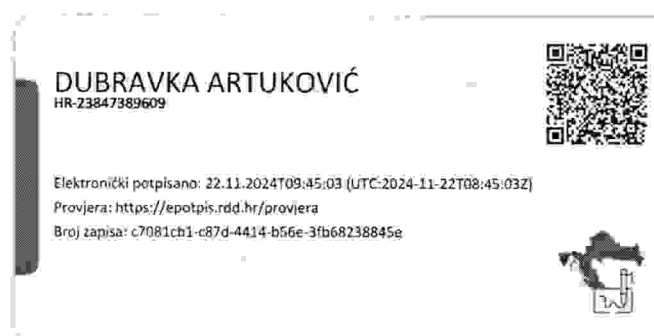 DUBRAVKA ARTUKOVIĆ
HR-23847389609
Elektronički potpisano: 22.11.2024T09:45:03 (UTC:2024-11-22T08:45:03Z)
Provjera: https://epotpis.rdd.hr/provjera
Broj zapisa: c7081cb1-c87d-4414-b56e-3fb68238845e